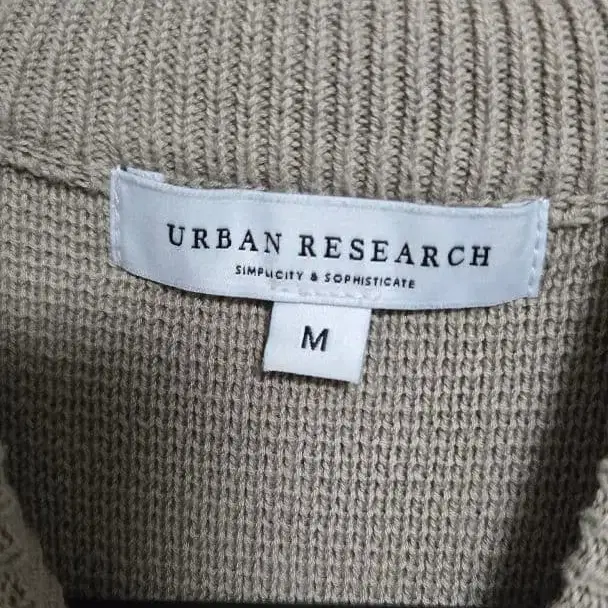 URBAN RESEARCH
SIMPLICITY & SOPHISTICATE
M